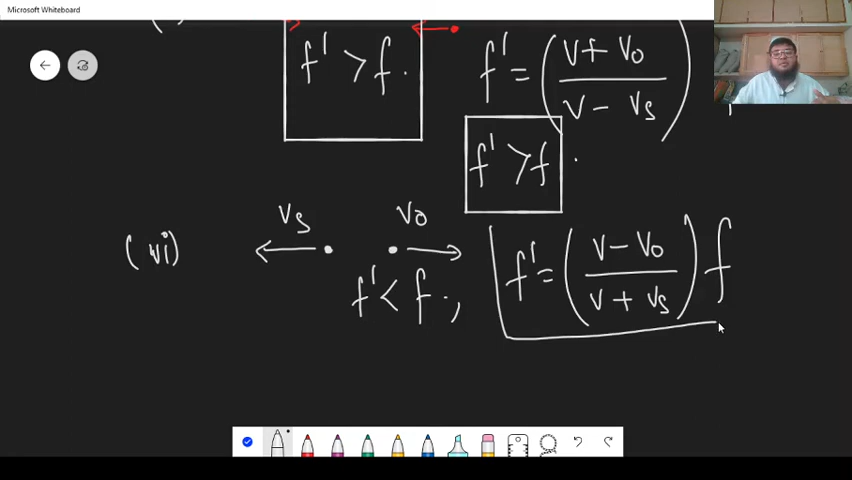 Microsoft Whiteboard
f' > f.
f' = (v + v₀ / v - vₛ)
f' > f.
(vi) vₛ v₀
f' < f., f' = (v - v₀ / v + vₛ) f